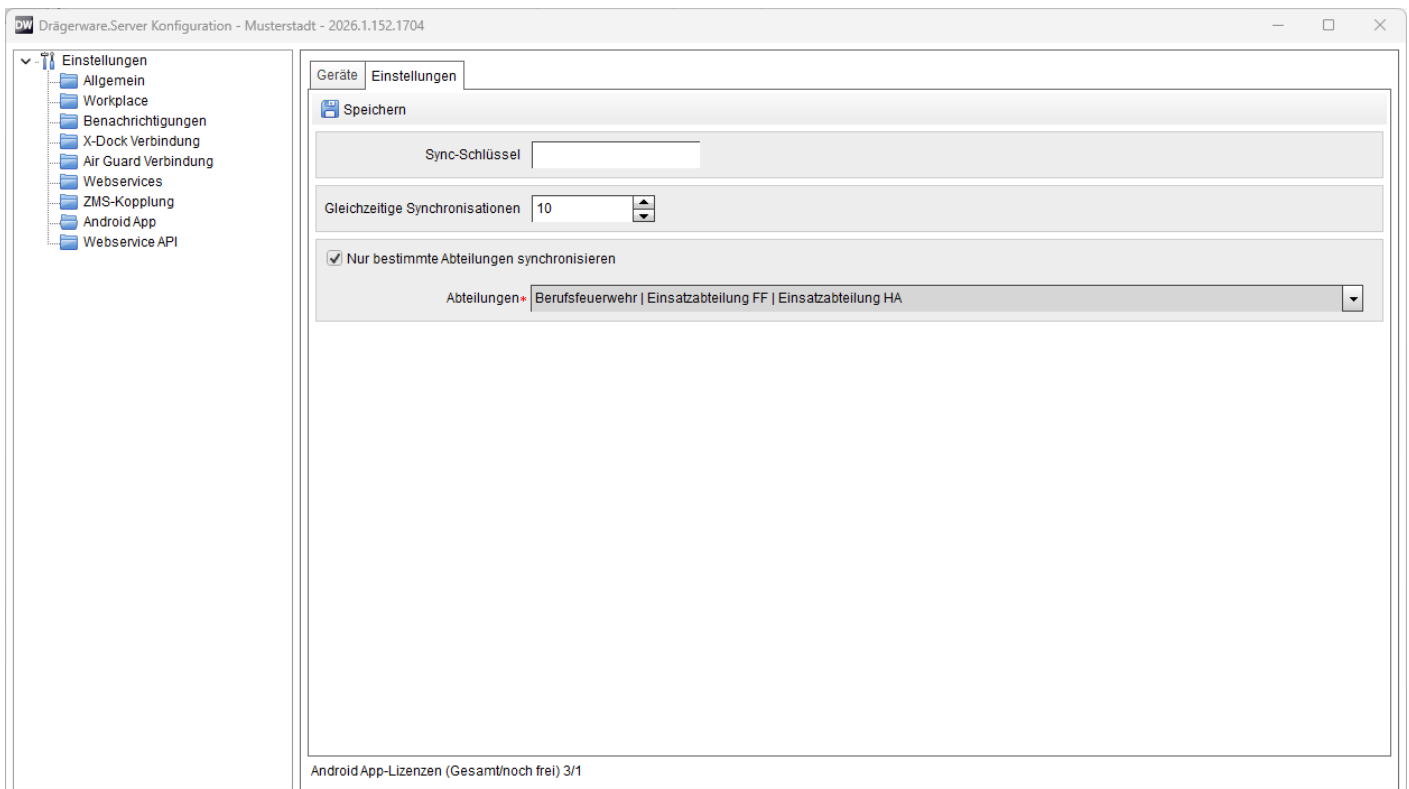 DW Drägerware.Server Konfiguration - Musterstadt - 2026.1.152.1704
Einstellungen
Allgemein
Workplace
Benachrichtigungen
X-Dock Verbindung
Air Guard Verbindung
Webservices
ZMS-Kopplung
Android App
Webservice API
Geräte Einstellungen
Speichern
Sync-Schlüssel
Gleichzeitige Synchronisationen 10
Nur bestimmte Abteilungen synchronisieren
Abteilungen* Berufsfeuerwehr | Einsatzabteilung FF | Einsatzabteilung HA
Android App-Lizenzen (Gesamt/noch frei) 3/1